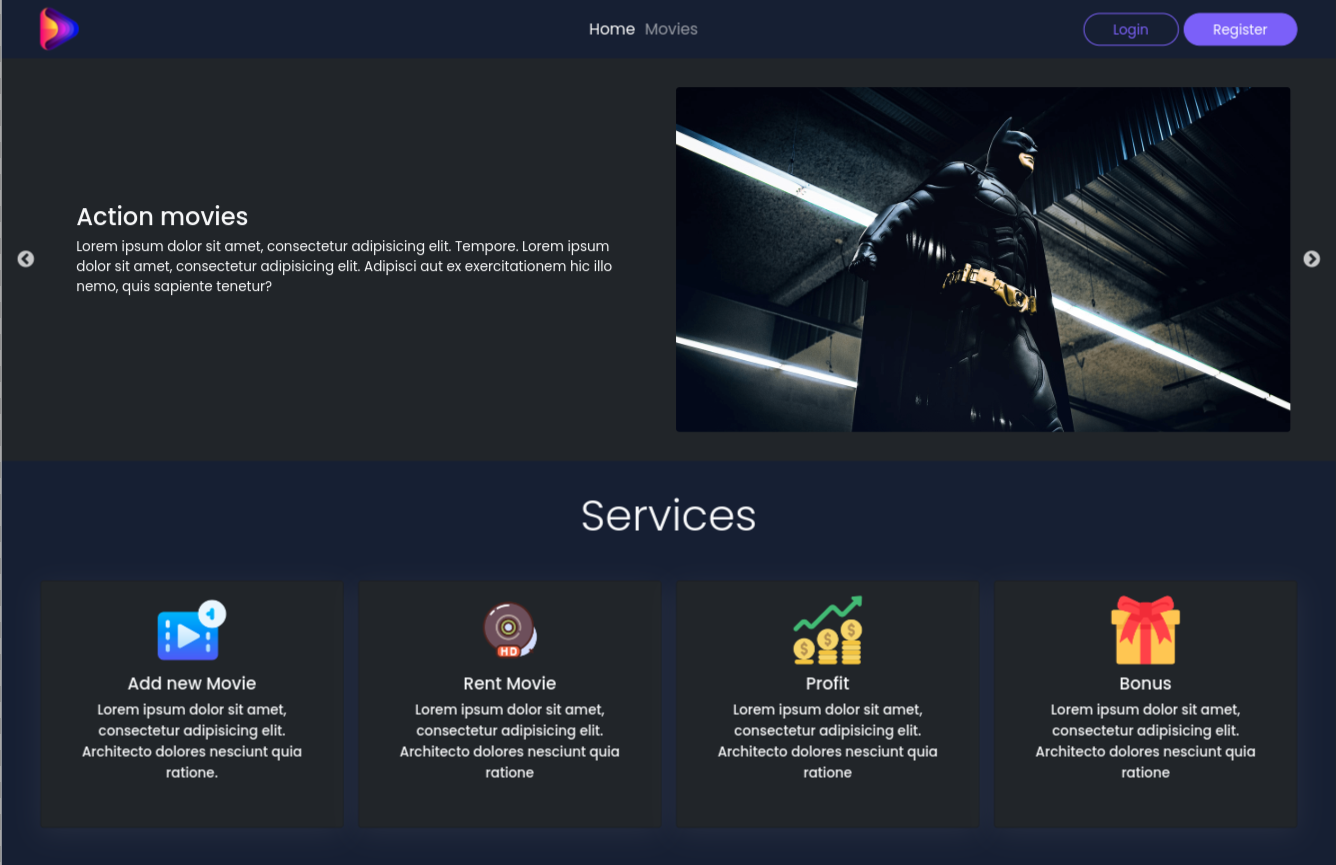 Home Movies
Login
Register
Action movies
Lorem ipsum dolor sit amet, consectetur adipisicing elit. Tempore. Lorem ipsum
dolor sit amet, consectetur adipisicing elit. Adipisci aut ex exercitationem hic illo
nemo, quis sapiente tenetur?
Services
Add new Movie
Lorem ipsum dolor sit amet,
consectetur adipisicing elit.
Architecto dolores nesciunt quia
ratione.
HD
Rent Movie
Lorem ipsum dolor sit amet,
consectetur adipisicing elit.
Architecto dolores nesciunt quia
ratione
$ $ $
Profit
Lorem ipsum dolor sit amet,
consectetur adipisicing elit.
Architecto dolores nesciunt quia
ratione
Bonus
Lorem ipsum dolor sit amet,
consectetur adipisicing elit.
Architecto dolores nesciunt quia
ratione